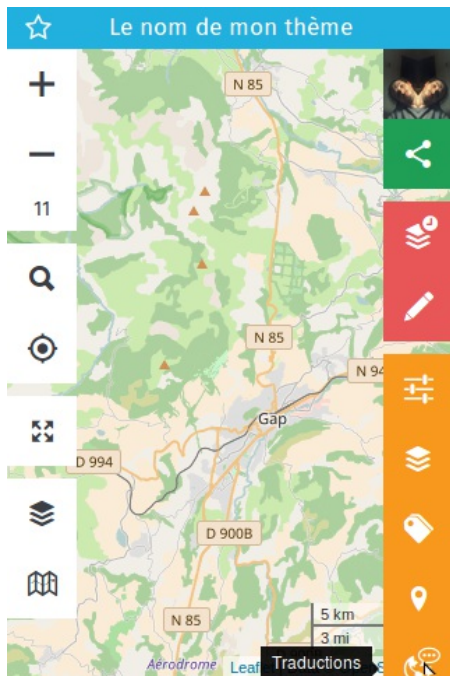 Le nom de mon thème
N 85
11
N 85
N 94
Gap
D 994
D 900B
N 85
5 km
3 mi
Aérodrome
Leaf
Traductions